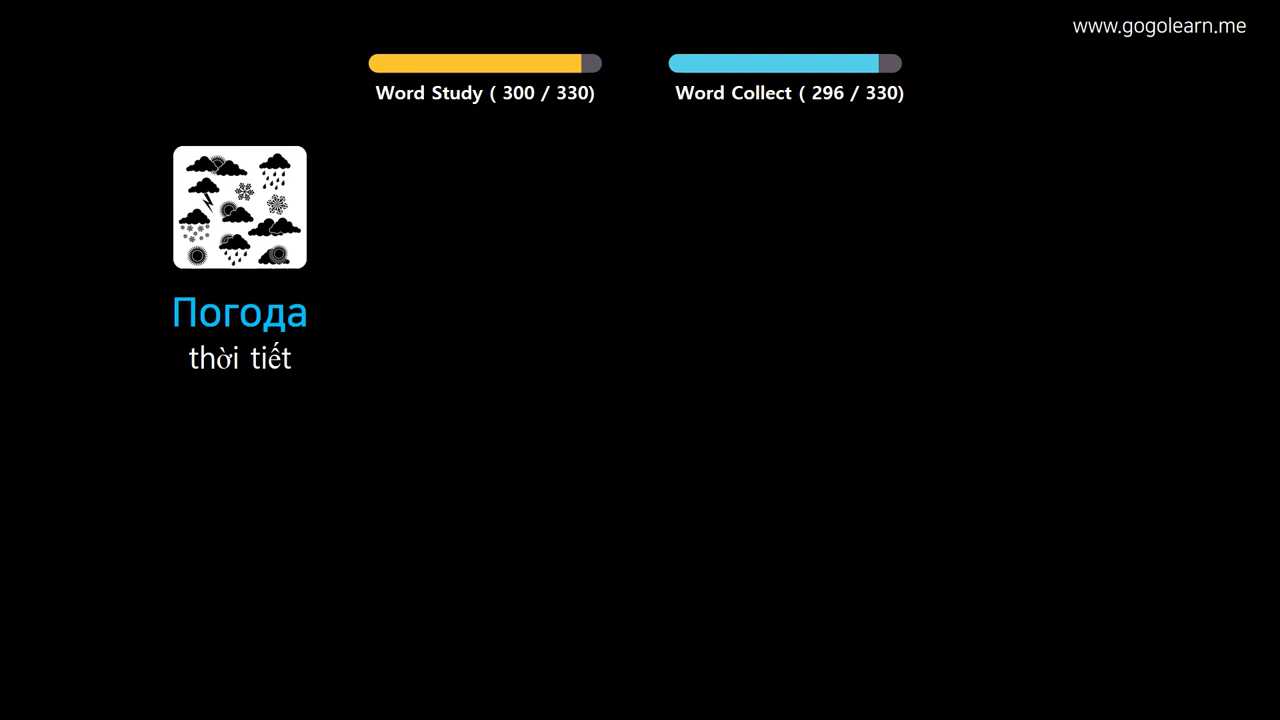 www.gogolearn.me
Word Study ( 300 / 330)
Word Collect ( 296 / 330)
Погода
thời tiết